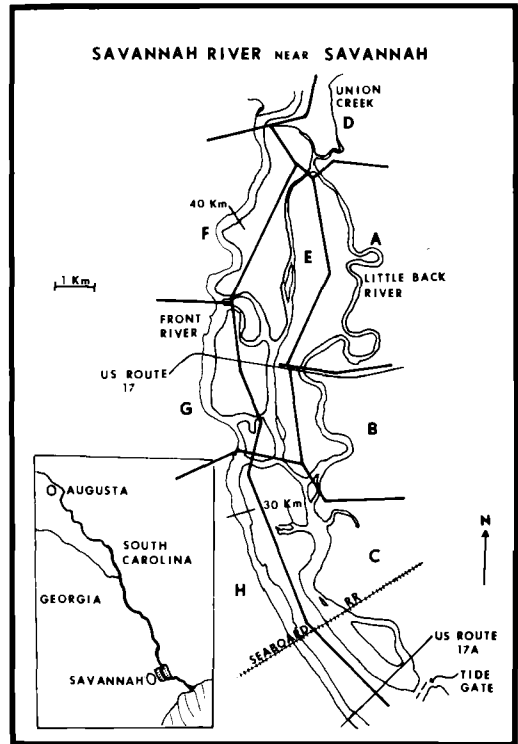 SAVANNAH RIVER NEAR SAVANNAH
UNION
CREEK
D
40 Km
F
A
E
1 Km
LITTLE BACK
RIVER
FRONT
RIVER
US ROUTE
17
G
B
30 Km
N
C
H
SEABOARD RR
US ROUTE
17A
TIDE
GATE
AUGUSTA
SOUTH
CAROLINA
GEORGIA
SAVANNAH